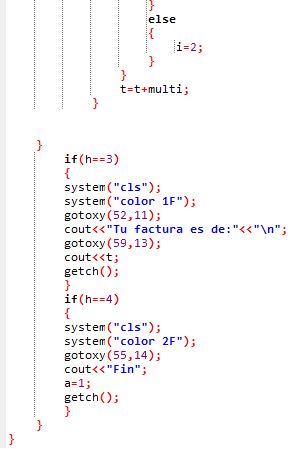 }
else
{
i=2;
}
}
t=t+multi;
}
}
if(h==3)
{
system("cls");
system("color 1F");
gotoxy(52,11);
cout<<"Tu factura es de:"<<"\n";
gotoxy(59,13);
cout<<t;
getch();
}
if(h==4)
{
system("cls");
system("color 2F");
gotoxy(55,14);
cout<<"Fin";
a=1;
getch();
}
}
}